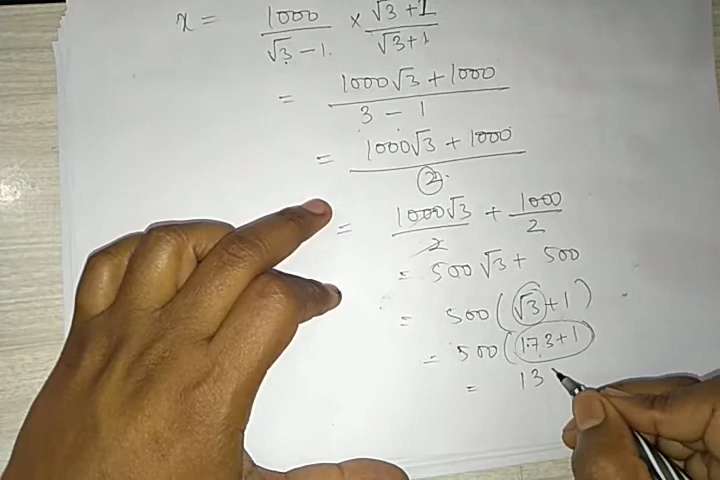 x = 1000/√3-1 × √3+1/√3+1
= 1000√3+1000/3-1
= 1000√3+1000/2
= 1000√3/2 + 1000/2
= 500√3+ 500
= 500(√3+1)
= 500(1.73+1
= 13